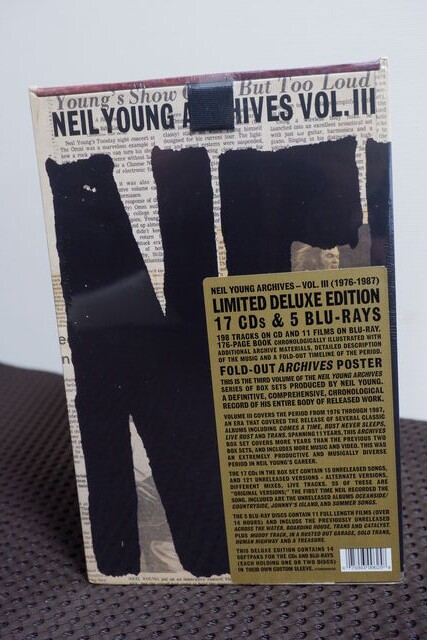 Young's Show But Too Loud
NEIL YOUNG A HIVES VOL. III
NEIL YOUNG ARCHIVES – VOL. III (1976-1987)
LIMITED DELUXE EDITION
17 CDs & 5 BLU-RAYS
198 TRACKS ON CD AND 11 FILMS ON BLU-RAY.
176-PAGE BOOK CHRONOLOGICALLY ILLUSTRATED WITH
ADDITIONAL ARCHIVE MATERIALS, DETAILED DESCRIPTION
OF THE MUSIC AND A FOLD-OUT TIMELINE OF THE PERIOD.
FOLD-OUT ARCHIVES POSTER
THIS IS THE THIRD VOLUME OF THE NEIL YOUNG ARCHIVES
SERIES OF BOX SETS PRODUCED BY NEIL YOUNG.
A DEFINITIVE, COMPREHENSIVE, CHRONOLOGICAL
RECORD OF HIS ENTIRE BODY OF RELEASED WORK.
VOLUME III COVERS THE PERIOD FROM 1976 THROUGH 1987,
AN ERA THAT COVERED THE RELEASE OF SEVERAL CLASSIC
ALBUMS INCLUDING COMES A TIME, RUST NEVER SLEEPS,
LIVE RUST AND TRANS. SPANNING 11 YEARS, THIS ARCHIVES
BOX SET COVERS MORE YEARS THAN THE PREVIOUS TWO
BOX SETS, AND INCLUDES MORE MUSIC AND VIDEO. THIS WAS
AN EXTREMELY PRODUCTIVE AND MUSICALLY DIVERSE
PERIOD IN NEIL YOUNG'S CAREER.
THE 17 CDs IN THE BOX SET CONTAIN 15 UNRELEASED SONGS,
AND 121 UNRELEASED VERSIONS – ALTERNATE VERSIONS,
DIFFERENT MIXES, LIVE TRACKS. 25 OF THESE ARE
"ORIGINAL VERSIONS;" THE FIRST TIME NEIL RECORDED THE
SONG. INCLUDED ARE THE UNRELEASED ALBUMS OCEANSIDE/
COUNTRYSIDE, JOHNNY'S ISLAND AND SUMMER SONGS.
THE 5 BLU-RAY DISCS CONTAIN 11 FULL LENGTH FILMS (OVER
14 HOURS) AND INCLUDE THE PREVIOUSLY UNRELEASED
ACROSS THE WATER, BOARDING HOUSE, TRANS AND CATALYST.
PLUS MUDDY TRACK, IN A RUSTED OUT GARAGE, SOLO TRANS,
HUMAN HIGHWAY AND A TREASURE.
THIS DELUXE EDITION CONTAINS 14
SOFTPAKS FOR THE CDs AND BLU-RAYS
(EACH HOLDING ONE OR TWO DISCS)
IN THEIR OWN CUSTOM SLEEVE.